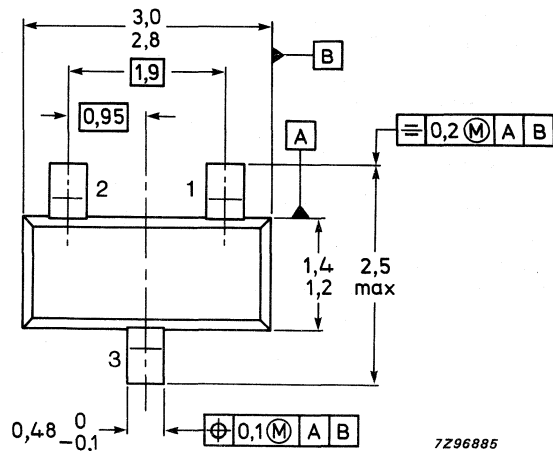 3,0
2,8
B
1,9
0,95
A
⌯ 0,2 Ⓜ A B
2
1
1,4
1,2
2,5
max
3
0,48 0
-0,1
⌖ 0,1 Ⓜ A B
7Z96885